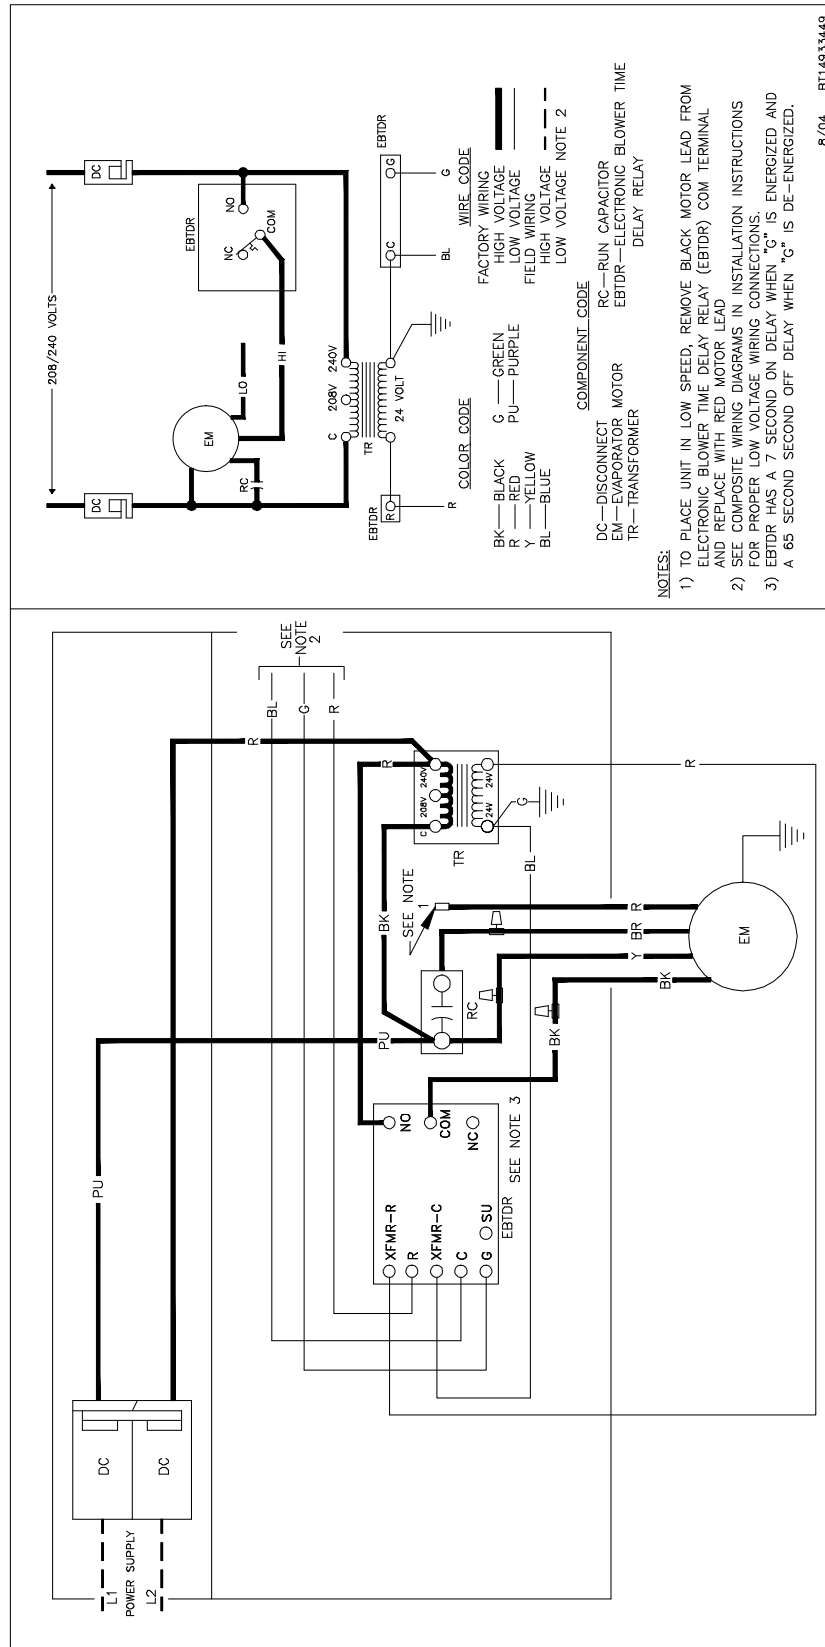 208/240 VOLTS
DC
DC
EBTDR
NO
NC
COM
EM
LO
HI
RC
C
208V
240V
TR
24 VOLT
EBTDR
R
R
EBTDR
C
G
BL
G
COLOR CODE
BK—BLACK
R—RED
Y—YELLOW
BL—BLUE
G—GREEN
PU—PURPLE
WIRE CODE
FACTORY WIRING
HIGH VOLTAGE
LOW VOLTAGE
FIELD WIRING
HIGH VOLTAGE
LOW VOLTAGE NOTE 2
COMPONENT CODE
DC—DISCONNECT
EM—EVAPORATOR MOTOR
TR—TRANSFORMER
RC—RUN CAPACITOR
EBTDR—ELECTRONIC BLOWER TIME
DELAY RELAY
NOTES:
1) TO PLACE UNIT IN LOW SPEED, REMOVE BLACK MOTOR LEAD FROM
ELECTRONIC BLOWER TIME DELAY RELAY (EBTDR) COM TERMINAL
AND REPLACE WITH RED MOTOR LEAD
2) SEE COMPOSITE WIRING DIAGRAMS IN INSTALLATION INSTRUCTIONS
FOR PROPER LOW VOLTAGE WIRING CONNECTIONS.
3) EBTDR HAS A 7 SECOND ON DELAY WHEN "G" IS ENERGIZED AND
A 65 SECOND SECOND OFF DELAY WHEN "G" IS DE-ENERGIZED.
8/04
BT14933449
L1
POWER SUPPLY
L2
DC
DC
PU
R
SEE
NOTE
2
BL
G
R
PU
BK
R
C
208V
240V
24V
24V
TR
G
BL
R
SEE NOTE
1
RC
XFMR-R
R
XFMR-C
C
G
SU
NO
COM
NC
EBTDR
SEE NOTE 3
BK
R
BR
Y
BK
EM